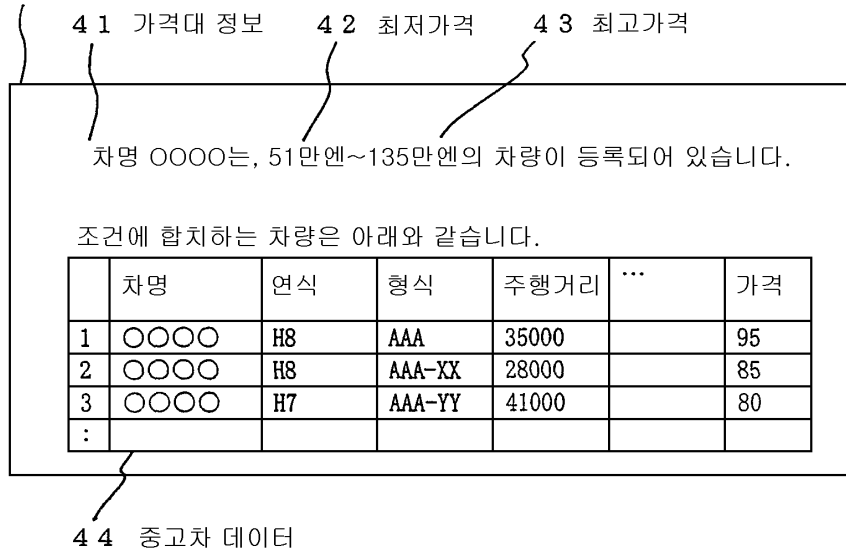 ４１ 가격대 정보 ４２ 최저가격 ４３ 최고가격
차명 OOOO는, 51만엔~135만엔의 차량이 등록되어 있습니다.
조건에 합치하는 차량은 아래와 같습니다.
차명 연식 형식 주행거리 … 가격
1 ○○○○ H8 AAA 35000 95
2 ○○○○ H8 AAA-XX 28000 85
3 ○○○○ H7 AAA-YY 41000 80
:
４４ 중고차 데이터